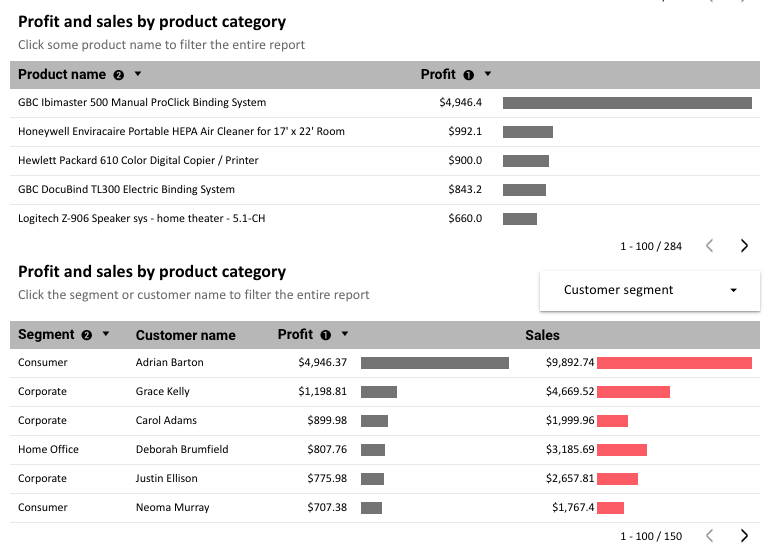 Profit and sales by product category
Click some product name to filter the entire report
Product name 2 Profit 1
GBC Ibimaster 500 Manual ProClick Binding System $4,946.4
Honeywell Enviracaire Portable HEPA Air Cleaner for 17' x 22' Room $992.1
Hewlett Packard 610 Color Digital Copier / Printer $900.0
GBC DocuBind TL300 Electric Binding System $843.2
Logitech Z-906 Speaker sys - home theater - 5.1-CH $660.0
1 - 100 / 284
Profit and sales by product category
Click the segment or customer name to filter the entire report
Customer segment
Segment 2 Customer name Profit 1 Sales
Consumer Adrian Barton $4,946.37 $9,892.74
Corporate Grace Kelly $1,198.81 $4,669.52
Corporate Carol Adams $899.98 $1,999.96
Home Office Deborah Brumfield $807.76 $3,185.69
Corporate Justin Ellison $775.98 $2,657.81
Consumer Neoma Murray $707.38 $1,767.4
1 - 100 / 150